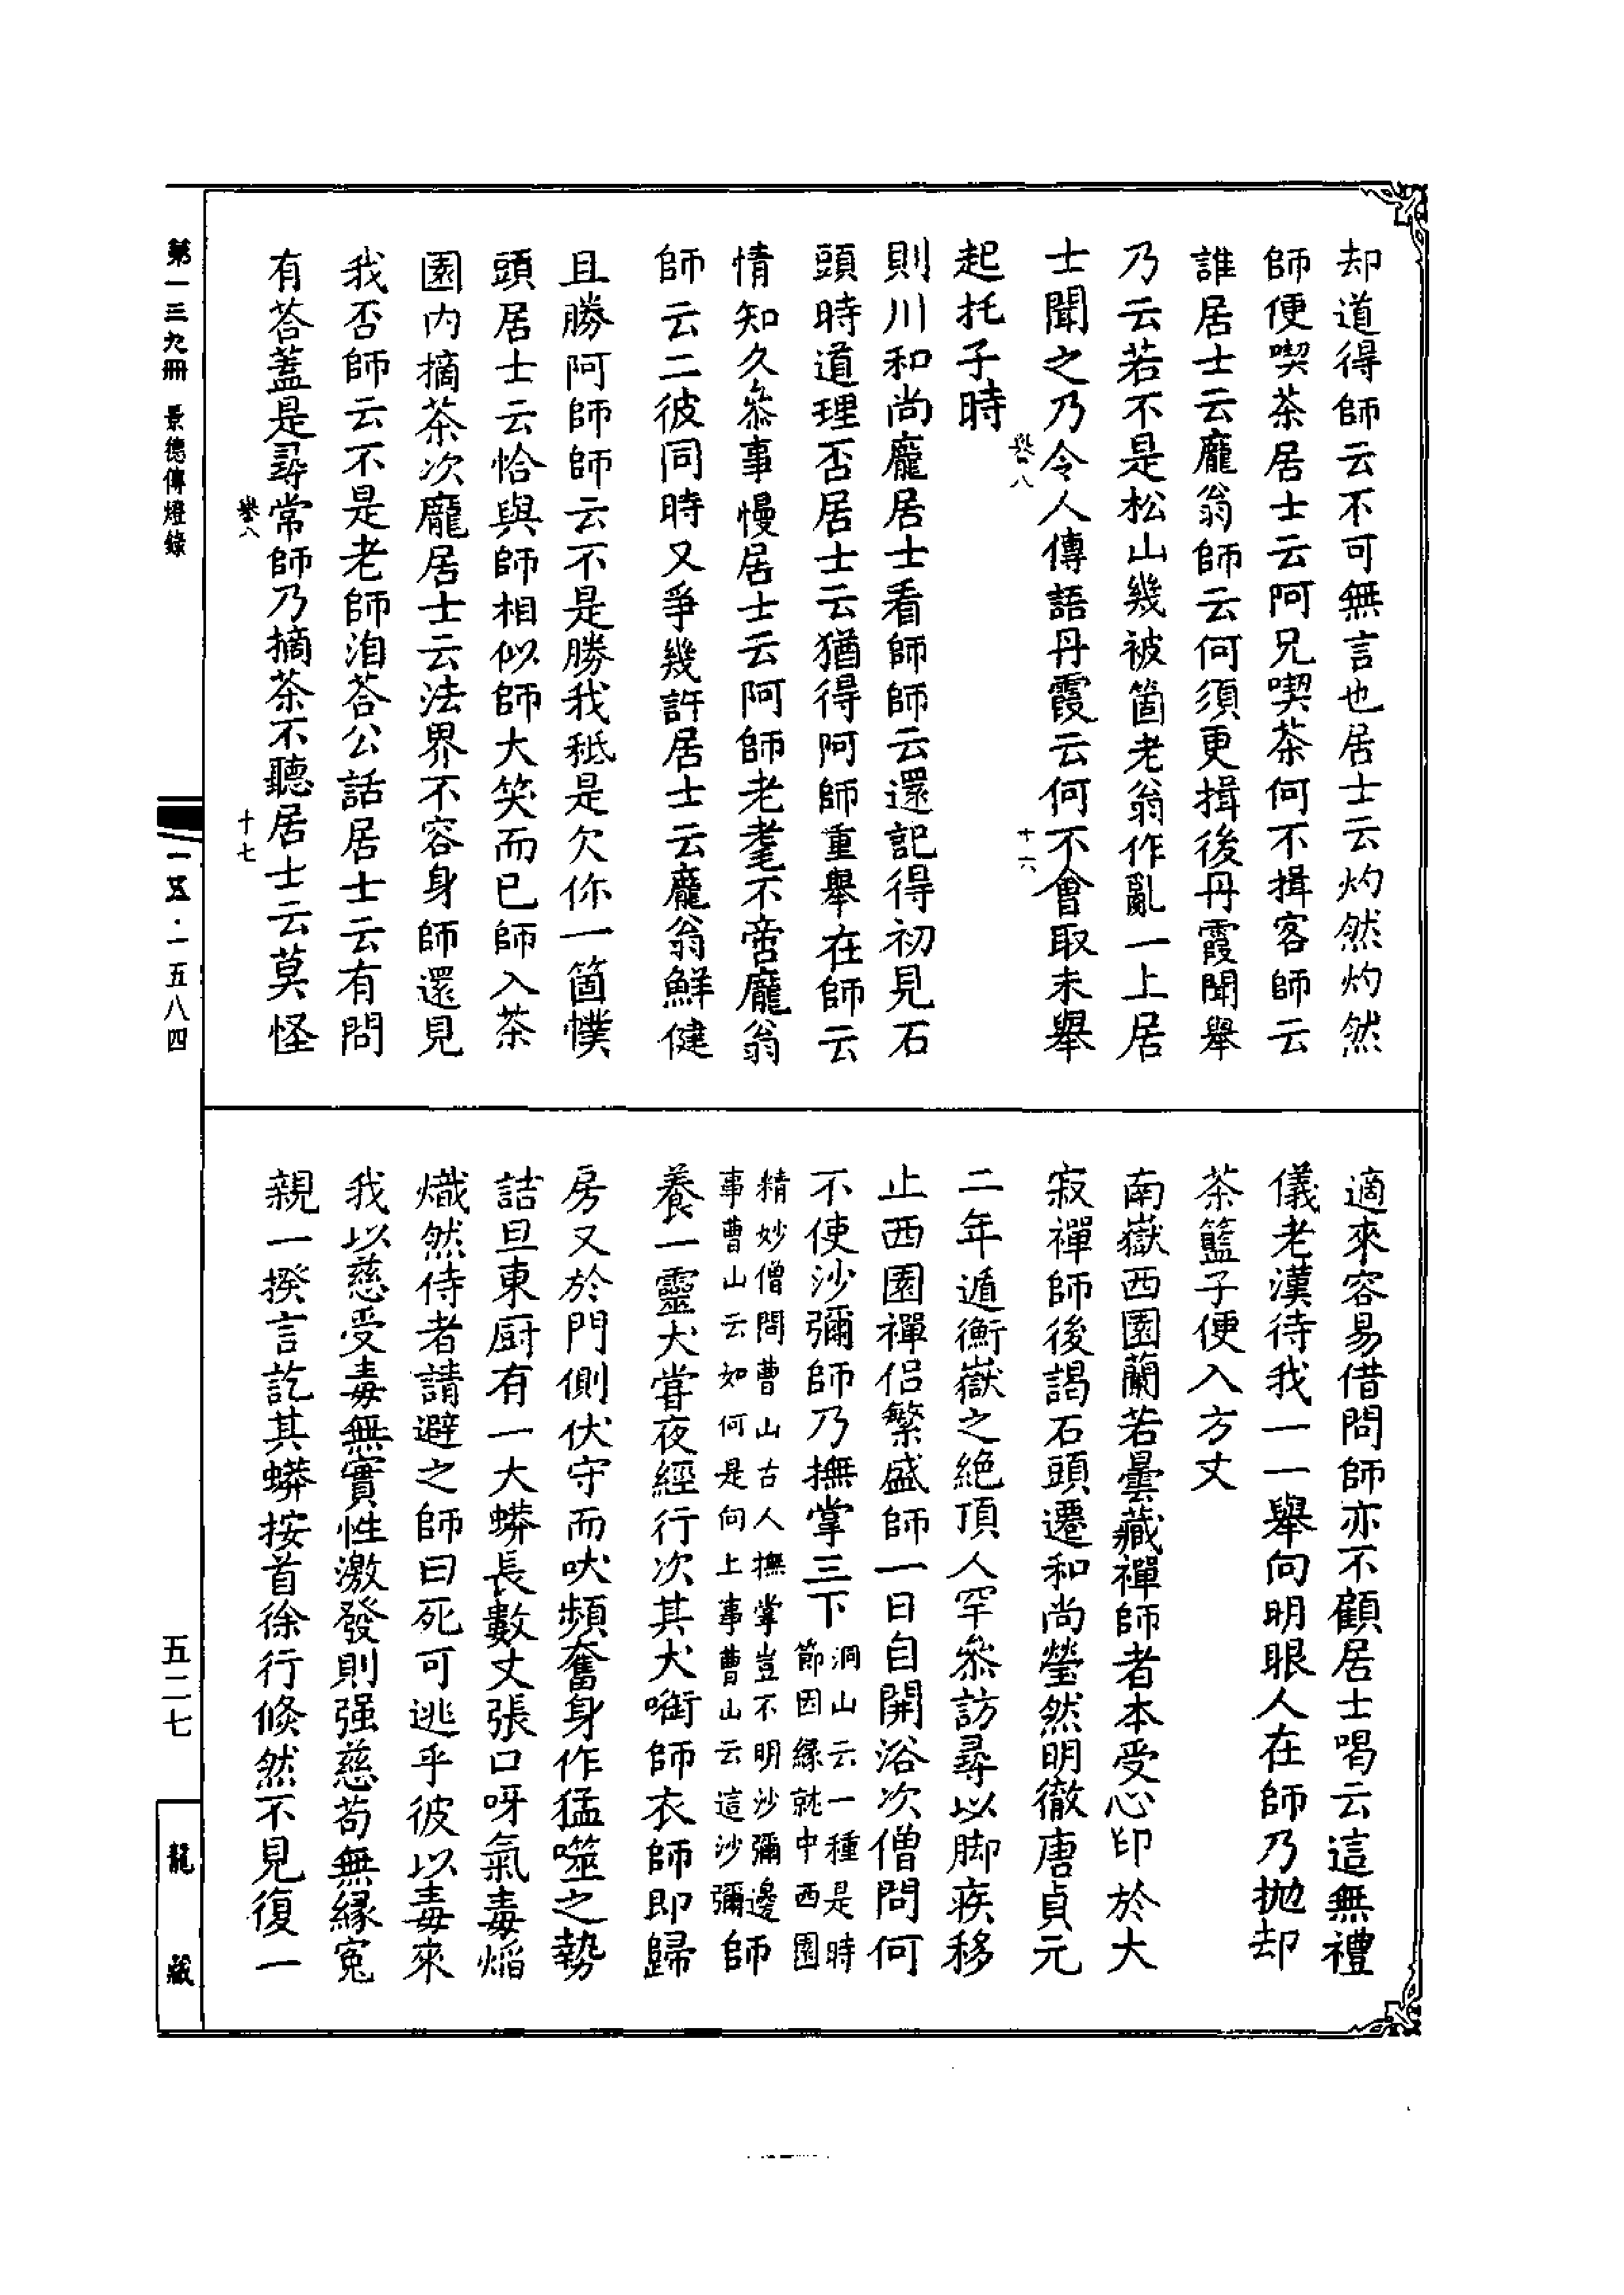 却道得師云不可無言也居士云灼然灼然
師便喫茶居士云阿兄喫茶何不揖客師云
誰居士云龐翁師云何須更揖後丹霞聞舉
乃云若不是松山幾被箇老翁作亂一上居
士聞之乃令人傳語丹霞云何不會取未舉
起托子時
十六
則川和尚龐居士看師師云還記得初見石
頭時道理否居士云猶得阿師重舉在師云
情知久叅事慢居士云阿師老耄不啻龐翁
師云二彼同時又爭幾許居士云龐翁鮮健
且勝阿師師云不是勝我秪是欠你一箇幞
頭居士云恰與師相似師大笑而已師入茶
園内摘茶次龐居士云法界不容身師還見
我否師云不是老師洎荅公話居士云有問
有荅蓋是尋常師乃摘茶不聽居士云莫怪
十七
適來容易借問師亦不顧居士喝云這無禮
儀老漢待我一一舉向明眼人在師乃拋却
茶籃子便入方丈
南嶽西園蘭若曇藏禪師者本受心印於大
寂禪師後謁石頭遷和尚瑩然明徹唐貞元
二年遁衡嶽之絶頂人罕叅訪尋以脚疾移
止西園禪侶繁盛師一日自開浴次僧問何
不使沙彌師乃撫掌三下洞山云一種是時節因緣就中西園
精妙僧問曹山古人撫掌豈不明沙彌邊事曹山云如何是向上事曹山云這沙彌師
養一靈犬甞夜經行次其犬㗸師衣師即歸
房又於門側伏守而吠頻奮身作猛噬之勢
詰旦東厨有一大蟒長數丈張口呀氣毒熖
熾然侍者請避之師曰死可逃乎彼以毒來
我以慈受毒無實性激發則强慈苟無緣寃
親一揆言訖其蟒按首徐行倏然不見復一
第一三九冊 景德傳燈錄
一五·一五八四
五二七
龍藏